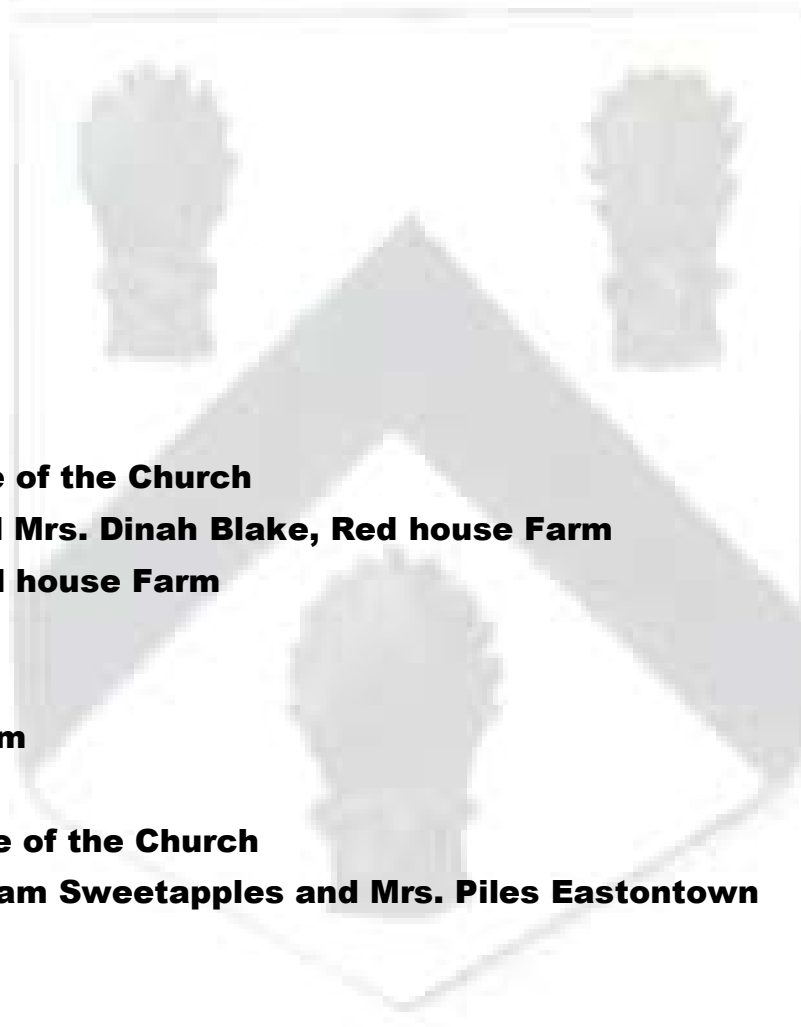 of the Church
Mrs. Dinah Blake, Red house Farm
house Farm
of the Church
Sweetapples and Mrs. Piles Eastontown